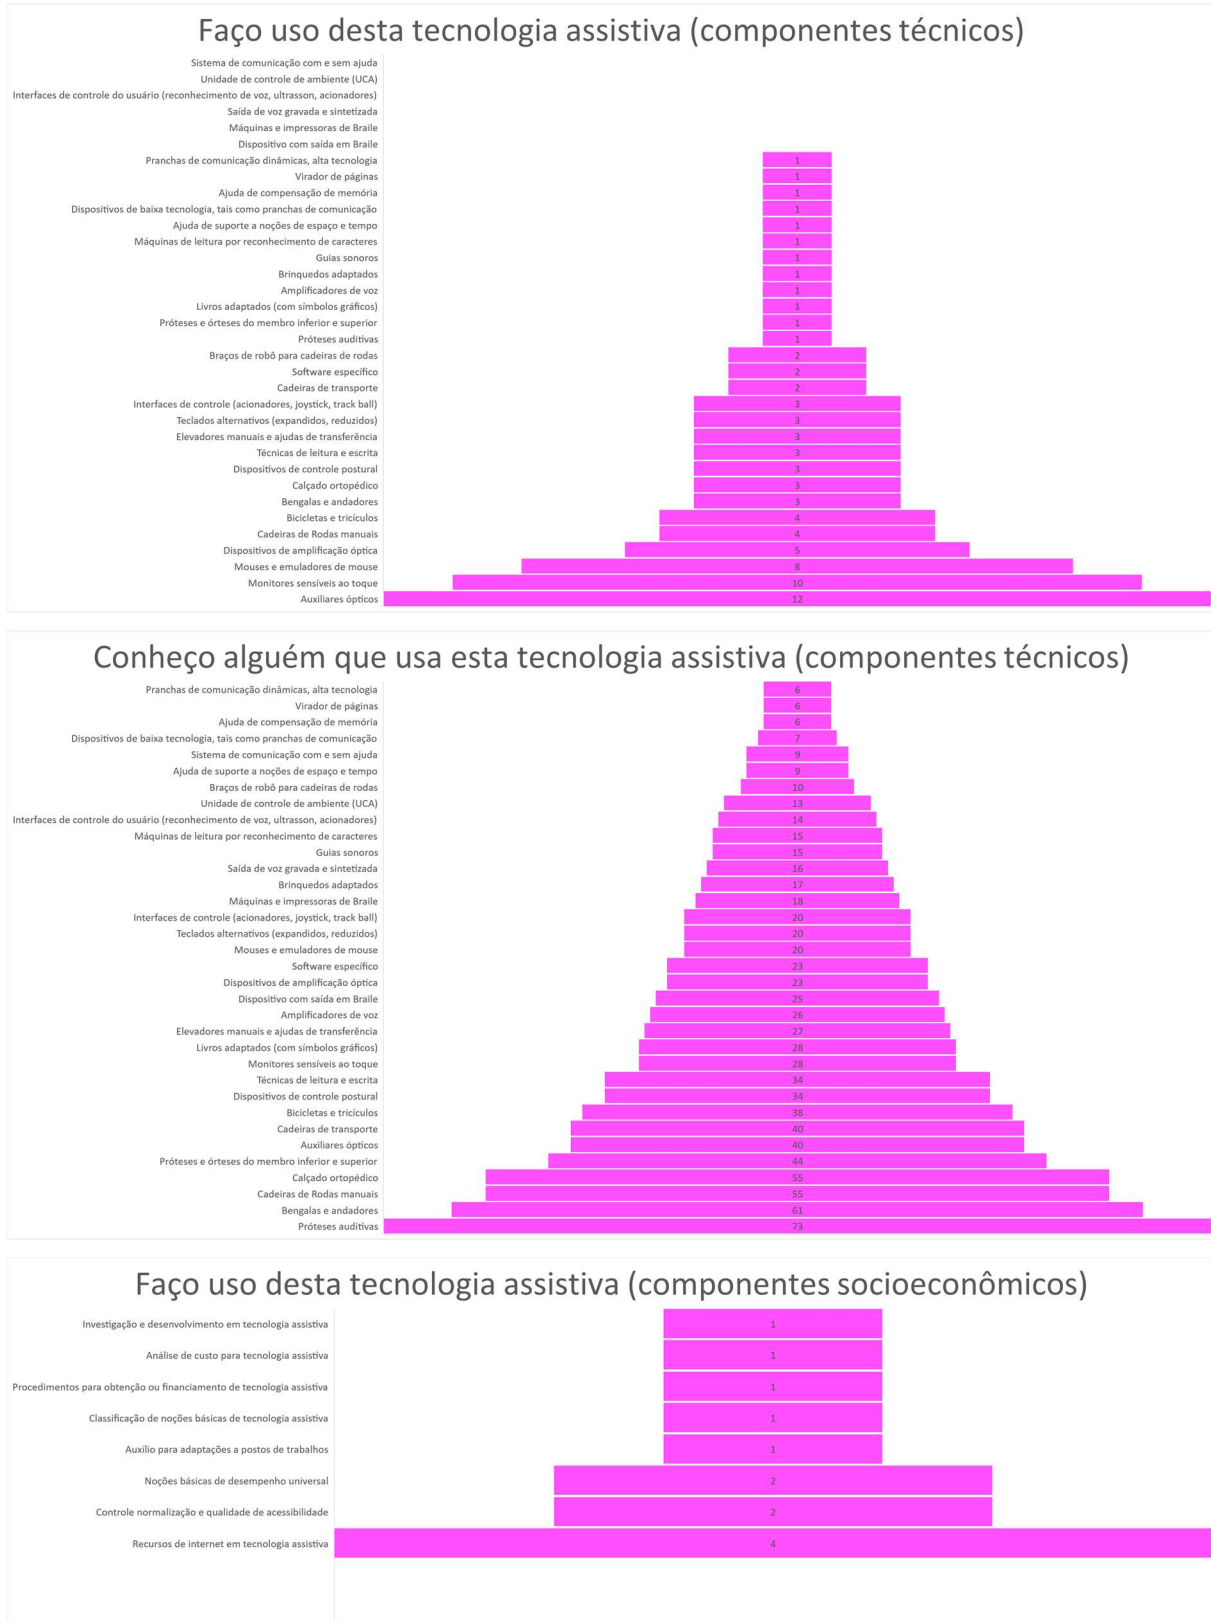 Faço uso desta tecnologia assistiva (componentes técnicos)
Sistema de comunicação com e sem ajuda
Unidade de controle de ambiente (UCA)
Interfaces de controle do usuário (reconhecimento de voz, ultrasson, acionadores)
Saída de voz gravada e sintetizada
Máquinas e impressoras de Braile
Dispositivo com saída em Braile
Pranchas de comunicação dinâmicas, alta tecnologia 1
Virador de páginas 1
Ajuda de compensação de memória 1
Dispositivos de baixa tecnologia, tais como pranchas de comunicação 1
Ajuda de suporte a noções de espaço e tempo 1
Máquinas de leitura por reconhecimento de caracteres 1
Guias sonoros 1
Brinquedos adaptados 1
Amplificadores de voz 1
Livros adaptados (com símbolos gráficos) 1
Próteses e órteses do membro inferior e superior 1
Próteses auditivas 1
Braços de robô para cadeiras de rodas 2
Software específico 2
Cadeiras de transporte 2
Interfaces de controle (acionadores, joystick, track ball) 3
Teclados alternativos (expandidos, reduzidos) 3
Elevadores manuais e ajudas de transferência 3
Técnicas de leitura e escrita 3
Dispositivos de controle postural 3
Calçado ortopédico 3
Bengalas e andadores 3
Bicicletas e tricículos 4
Cadeiras de Rodas manuais 4
Dispositivos de amplificação óptica 5
Mouses e emuladores de mouse 8
Monitores sensíveis ao toque 10
Auxiliares ópticos 12
Conheço alguém que usa esta tecnologia assistiva (componentes técnicos)
Pranchas de comunicação dinâmicas, alta tecnologia 6
Virador de páginas 6
Ajuda de compensação de memória 6
Dispositivos de baixa tecnologia, tais como pranchas de comunicação 7
Sistema de comunicação com e sem ajuda 9
Ajuda de suporte a noções de espaço e tempo 9
Braços de robô para cadeiras de rodas 10
Unidade de controle de ambiente (UCA) 13
Interfaces de controle do usuário (reconhecimento de voz, ultrasson, acionadores) 14
Máquinas de leitura por reconhecimento de caracteres 15
Guias sonoros 15
Saída de voz gravada e sintetizada 16
Brinquedos adaptados 17
Máquinas e impressoras de Braile 18
Interfaces de controle (acionadores, joystick, track ball) 20
Teclados alternativos (expandidos, reduzidos) 20
Mouses e emuladores de mouse 20
Software específico 23
Dispositivos de amplificação óptica 23
Dispositivo com saída em Braile 25
Amplificadores de voz 26
Elevadores manuais e ajudas de transferência 27
Livros adaptados (com símbolos gráficos) 28
Monitores sensíveis ao toque 28
Técnicas de leitura e escrita 34
Dispositivos de controle postural 34
Bicicletas e tricículos 38
Cadeiras de transporte 40
Auxiliares ópticos 40
Próteses e órteses do membro inferior e superior 44
Calçado ortopédico 55
Cadeiras de Rodas manuais 55
Bengalas e andadores 61
Próteses auditivas 73
Faço uso desta tecnologia assistiva (componentes socioeconômicos)
Investigação e desenvolvimento em tecnologia assistiva 1
Análise de custo para tecnologia assistiva 1
Procedimentos para obtenção ou financiamento de tecnologia assistiva 1
Classificação de noções básicas de tecnologia assistiva 1
Auxílio para adaptações a postos de trabalhos 1
Noções básicas de desempenho universal 2
Controle normalização e qualidade de acessibilidade 2
Recursos de internet em tecnologia assistiva 4